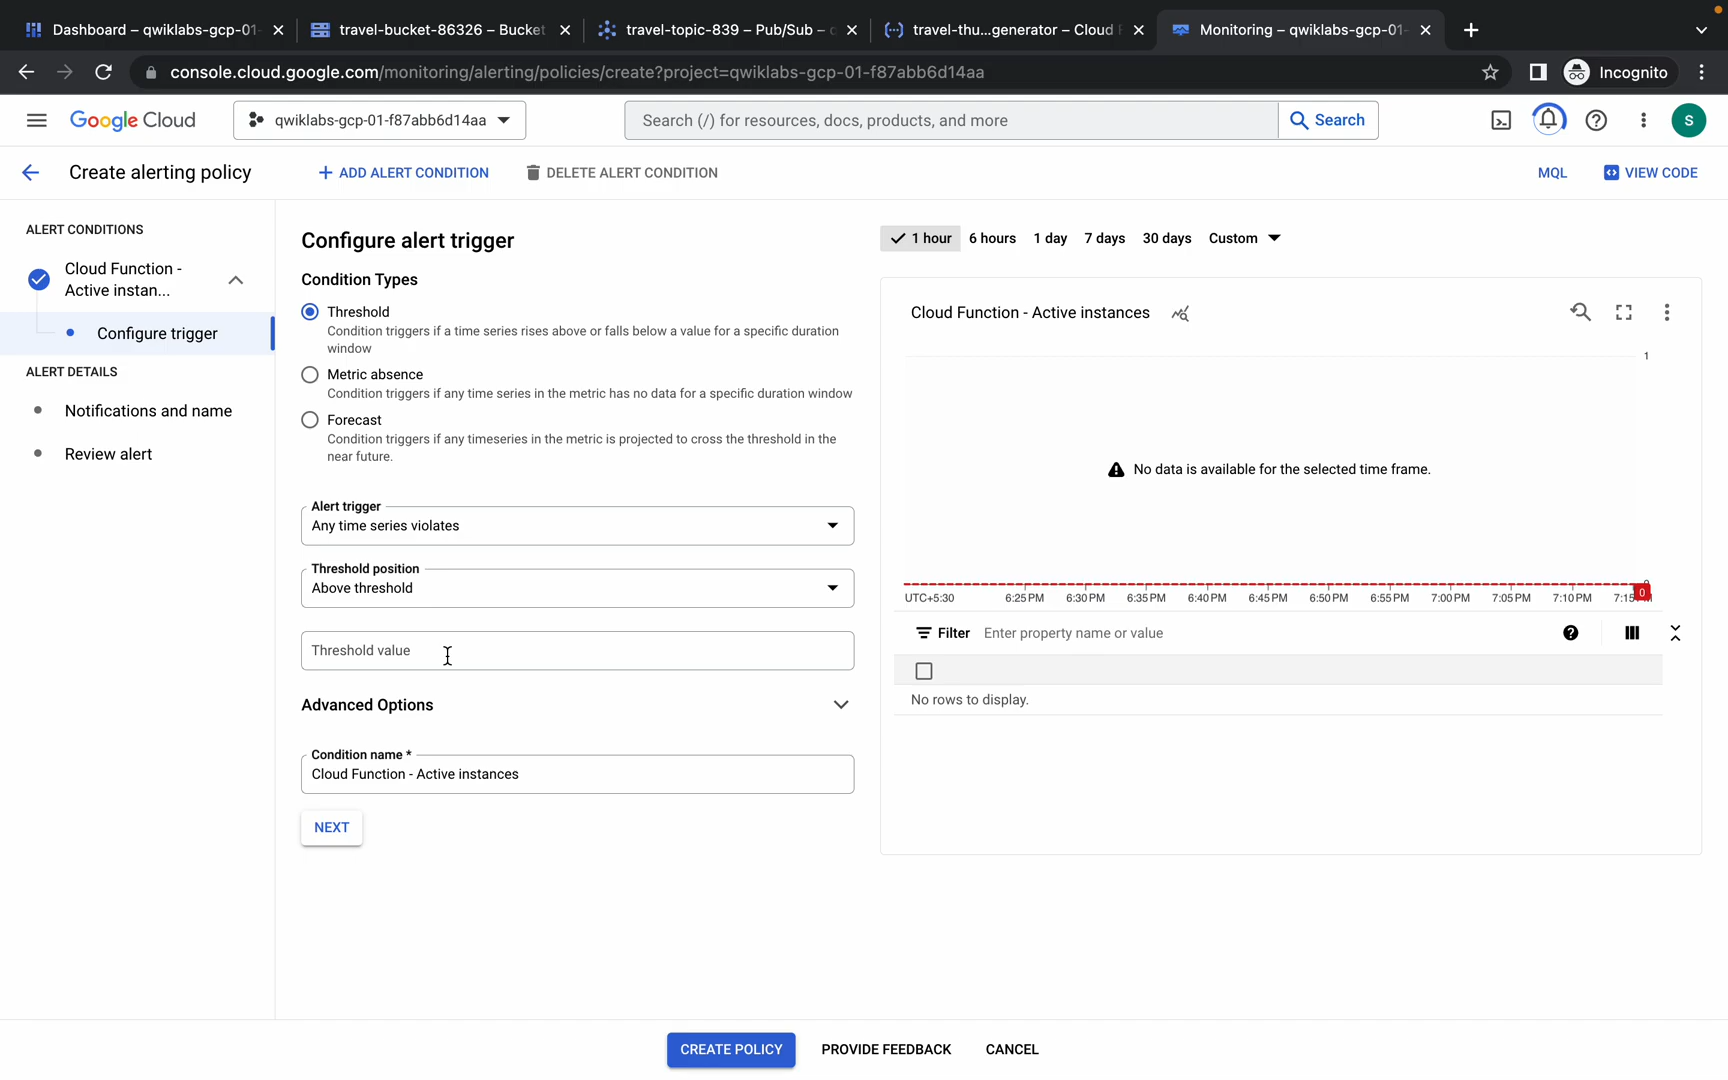 Dashboard – qwiklabs-gcp-01-
travel-bucket-86326 – Bucket
travel-topic-839 – Pub/Sub –
travel-thu...generator – Cloud F
Monitoring – qwiklabs-gcp-01-
console.cloud.google.com/monitoring/alerting/policies/create?project=qwiklabs-gcp-01-f87abb6d14aa
Incognito
Google Cloud
qwiklabs-gcp-01-f87abb6d14aa
Search (/) for resources, docs, products, and more
Search
S
Create alerting policy
ADD ALERT CONDITION
DELETE ALERT CONDITION
MQL
VIEW CODE
ALERT CONDITIONS
Cloud Function -
Active instan...
Configure trigger
ALERT DETAILS
Notifications and name
Review alert
Configure alert trigger
Condition Types
Threshold
Condition triggers if a time series rises above or falls below a value for a specific duration
window
Metric absence
Condition triggers if any time series in the metric has no data for a specific duration window
Forecast
Condition triggers if any timeseries in the metric is projected to cross the threshold in the
near future.
Alert trigger
Any time series violates
Threshold position
Above threshold
Threshold value
Advanced Options
Condition name *
Cloud Function - Active instances
NEXT
1 hour
6 hours
1 day
7 days
30 days
Custom
Cloud Function - Active instances
1
No data is available for the selected time frame.
0
UTC+5:30
6:25 PM
6:30 PM
6:35 PM
6:40 PM
6:45 PM
6:50 PM
6:55 PM
7:00 PM
7:05 PM
7:10 PM
7:15
Filter
Enter property name or value
No rows to display.
CREATE POLICY
PROVIDE FEEDBACK
CANCEL